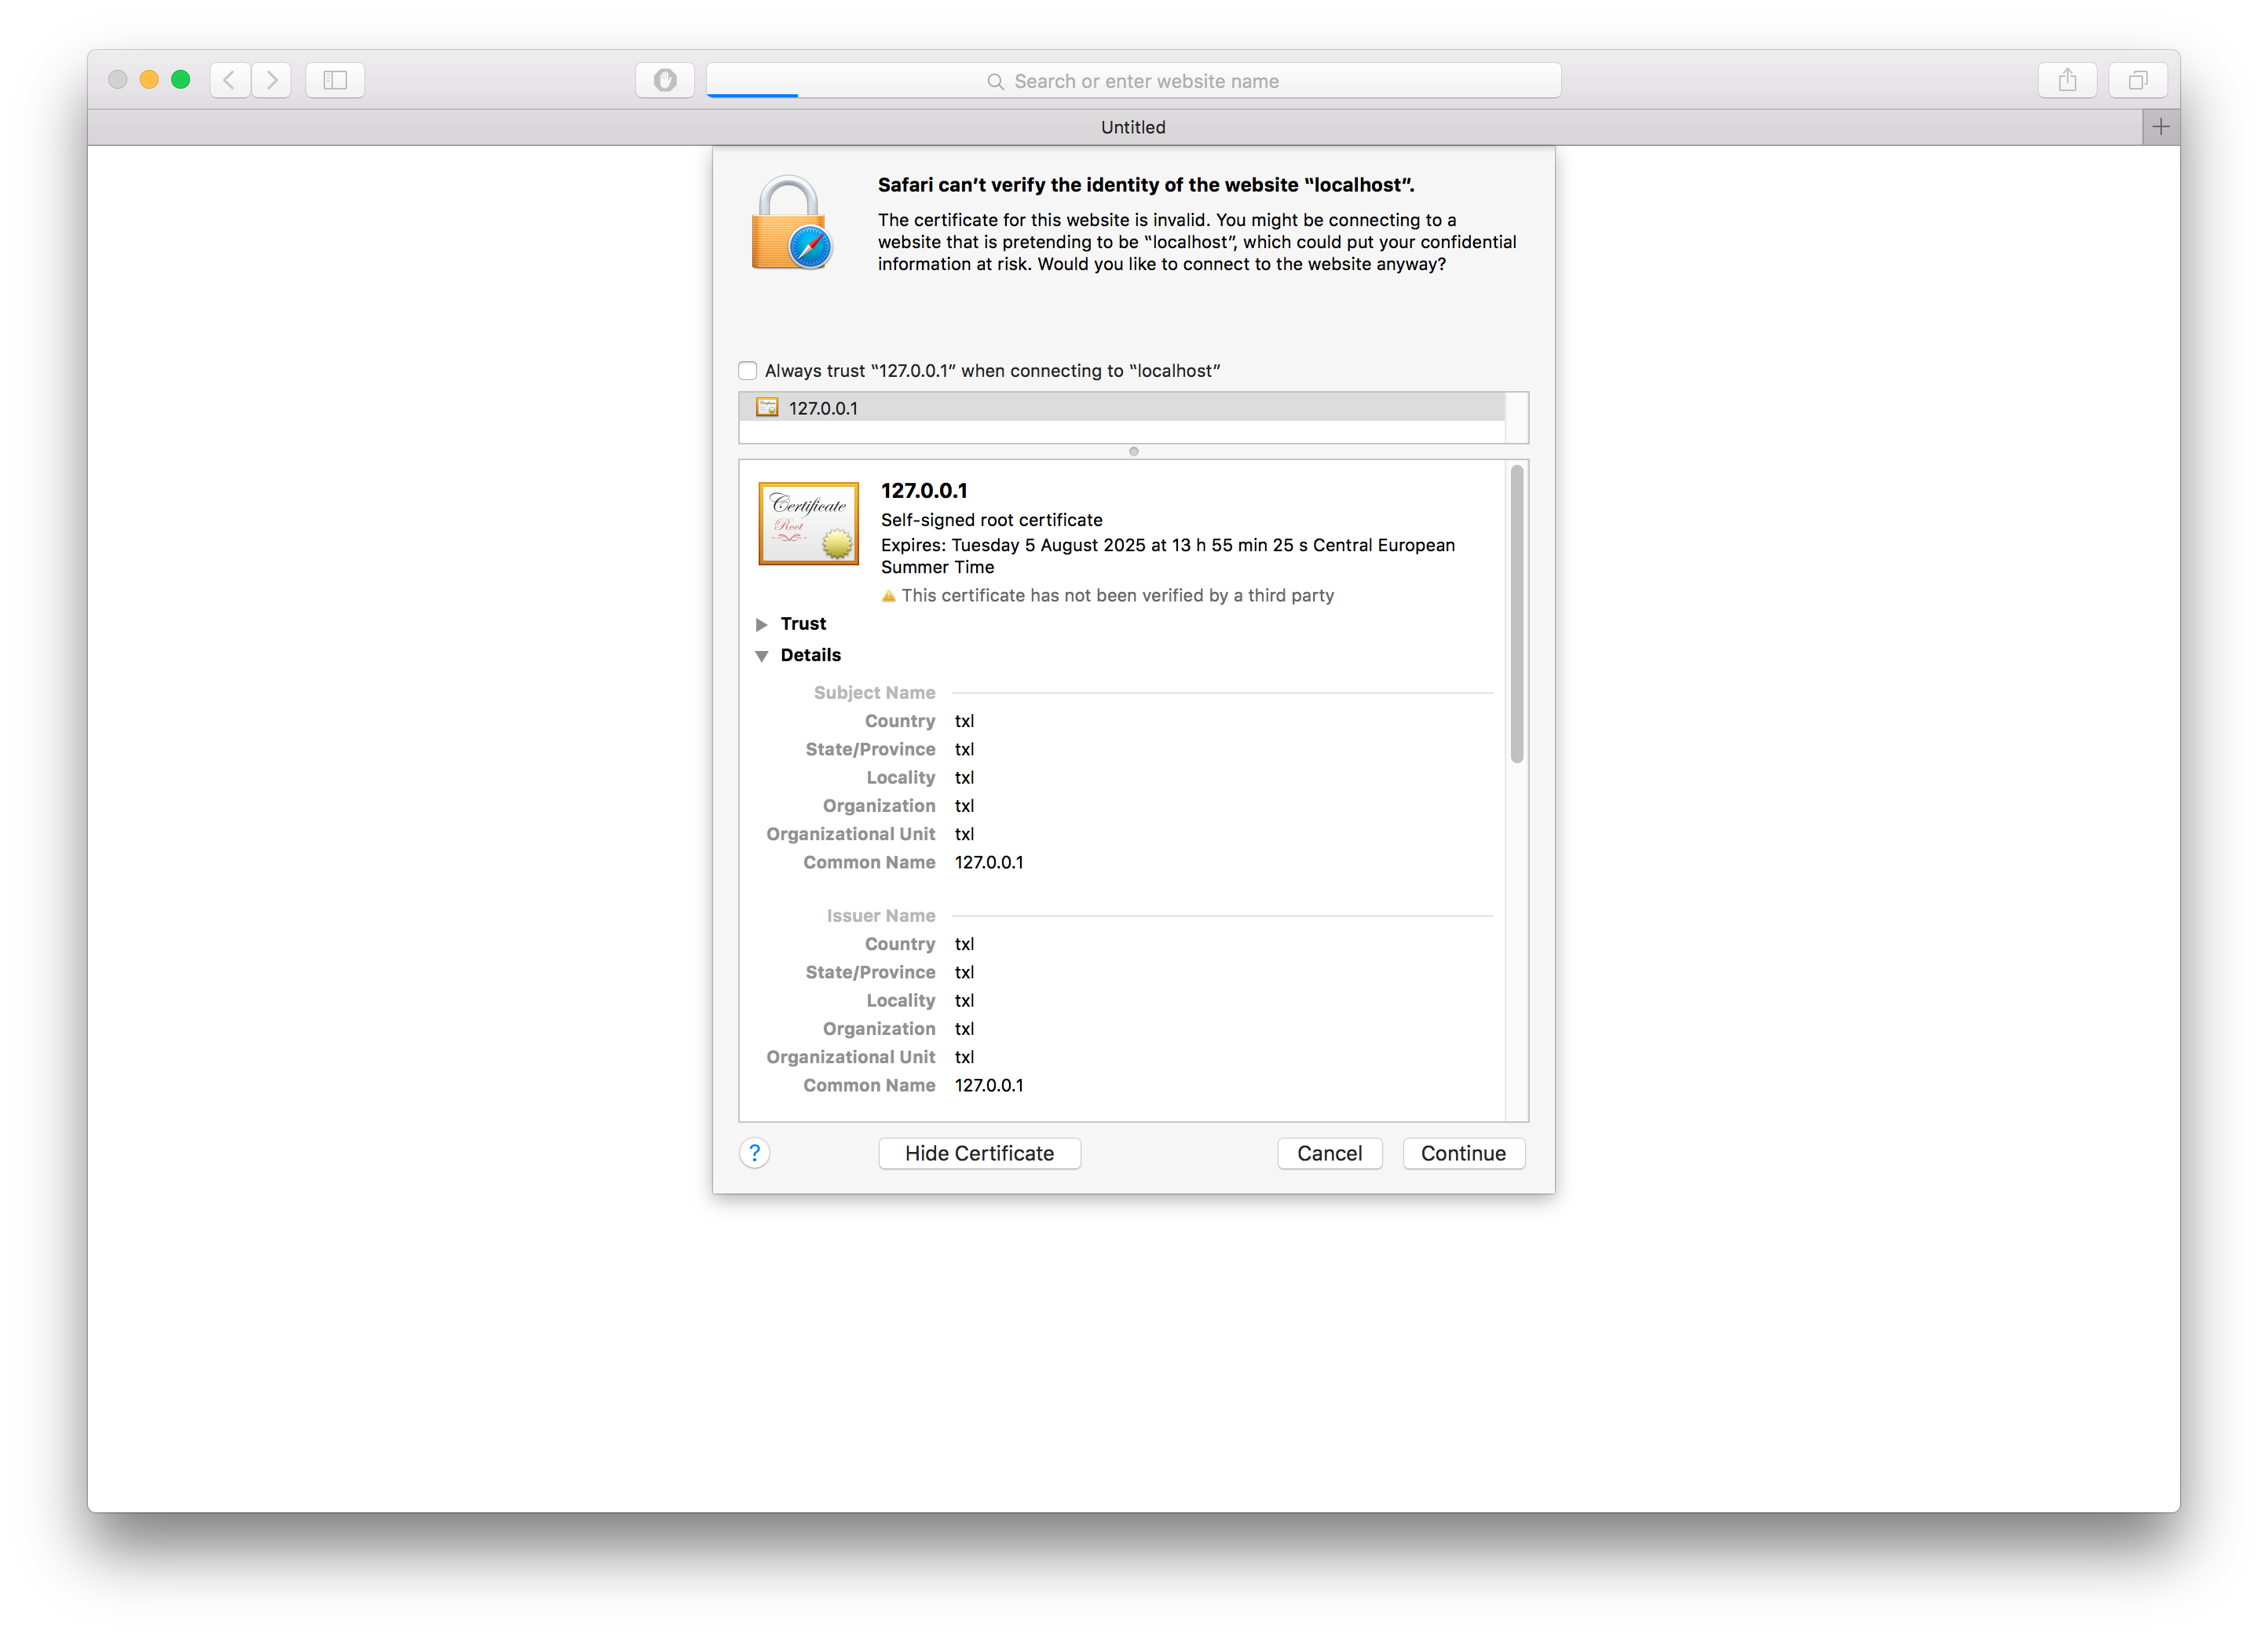 Search or enter website name
Untitled
Safari can’t verify the identity of the website “localhost”.
The certificate for this website is invalid. You might be connecting to a
website that is pretending to be “localhost”, which could put your confidential
information at risk. Would you like to connect to the website anyway?
Always trust “127.0.0.1” when connecting to “localhost”
127.0.0.1
Certificate
Root
127.0.0.1
Self-signed root certificate
Expires: Tuesday 5 August 2025 at 13 h 55 min 25 s Central European
Summer Time
This certificate has not been verified by a third party
Trust
Details
Subject Name
Country txl
State/Province txl
Locality txl
Organization txl
Organizational Unit txl
Common Name 127.0.0.1
Issuer Name
Country txl
State/Province txl
Locality txl
Organization txl
Organizational Unit txl
Common Name 127.0.0.1
? Hide Certificate Cancel Continue